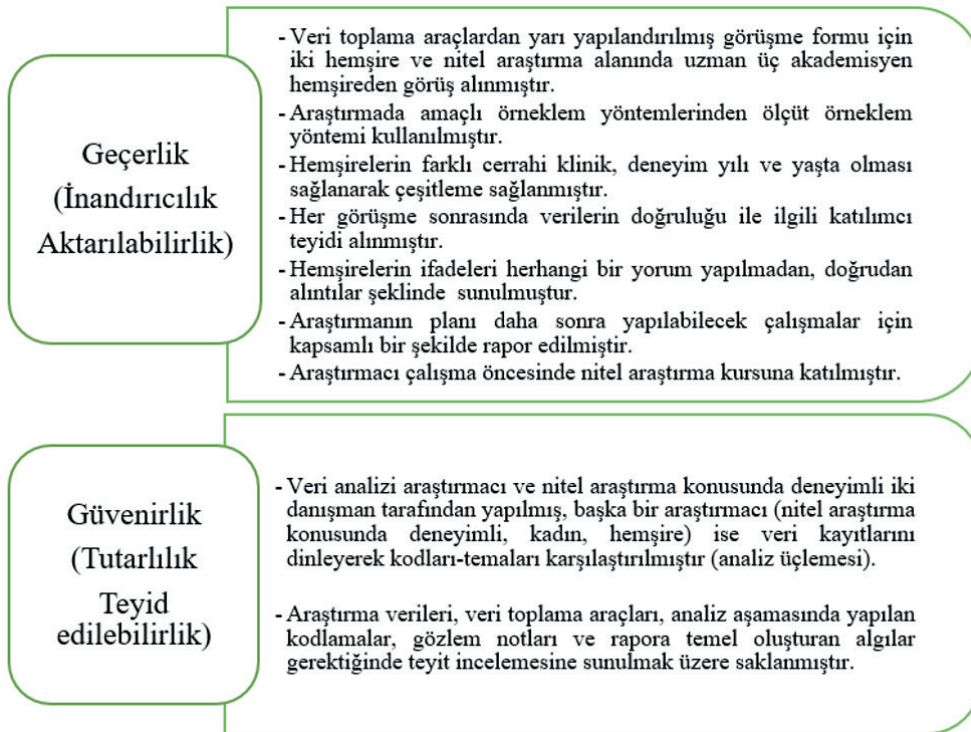 Geçerlik
(İnandırıcılık
Aktarılabilirlik)
- Veri toplama araçlardan yarı yapılandırılmış görüşme formu için
iki hemşire ve nitel araştırma alanında uzman üç akademisyen
hemşireden görüş alınmıştır.
- Araştırmada amaçlı örneklem yöntemlerinden ölçüt örneklem
yöntemi kullanılmıştır.
- Hemşirelerin farklı cerrahi klinik, deneyim yılı ve yaşta olması
sağlanarak çeşitleme sağlanmıştır.
- Her görüşme sonrasında verilerin doğruluğu ile ilgili katılımcı
teyidi alınmıştır.
- Hemşirelerin ifadeleri herhangi bir yorum yapılmadan, doğrudan
alıntılar şeklinde sunulmuştur.
- Araştırmanın planı daha sonra yapılabilecek çalışmalar için
kapsamlı bir şekilde rapor edilmiştir.
- Araştırmacı çalışma öncesinde nitel araştırma kursuna katılmıştır.
Güvenirlik
(Tutarlılık
Teyid
edilebilirlik)
- Veri analizi araştırmacı ve nitel araştırma konusunda deneyimli iki
danışman tarafından yapılmış, başka bir araştırmacı (nitel araştırma
konusunda deneyimli, kadın, hemşire) ise veri kayıtlarını
dinleyerek kodları-temaları karşılaştırılmıştır (analiz üçlemesi).
- Araştırma verileri, veri toplama araçları, analiz aşamasında yapılan
kodlamalar, gözlem notları ve rapora temel oluşturan algılar
gerektiğinde teyit incelemesine sunulmak üzere saklanmıştır.